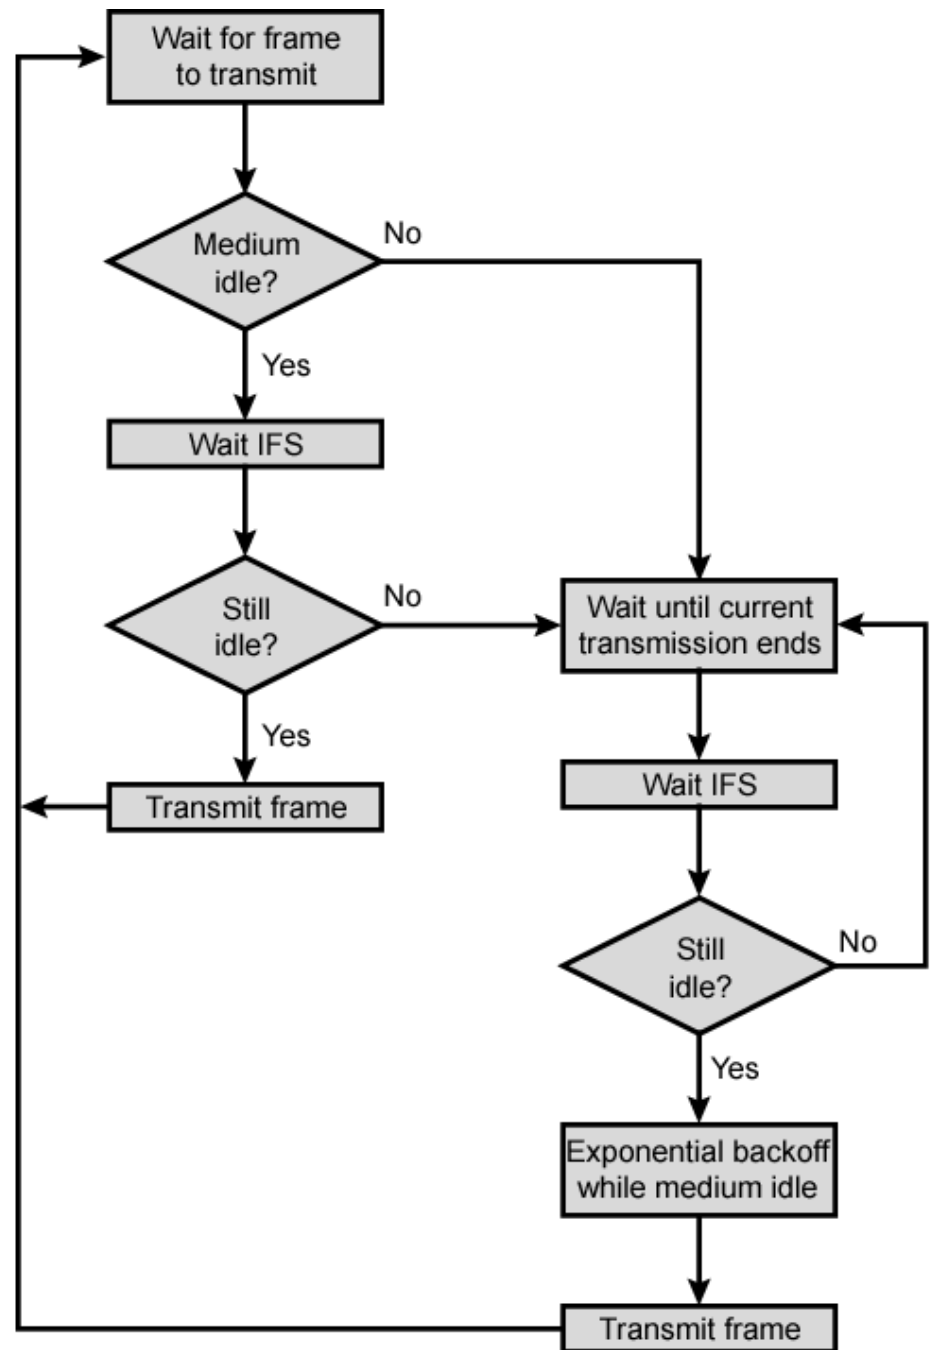 Wait for frame
to transmit
Medium
idle?
No
Yes
Wait IFS
Still
idle?
No
Yes
Transmit frame
Wait until current
transmission ends
Wait IFS
Still
idle?
No
Yes
Exponential backoff
while medium idle
Transmit frame